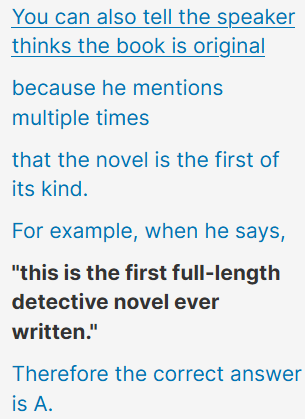 You can also tell the speaker
thinks the book is original
because he mentions
multiple times
that the novel is the first of
its kind.
For example, when he says,
"this is the first full-length
detective novel ever
written."
Therefore the correct answer
is A.